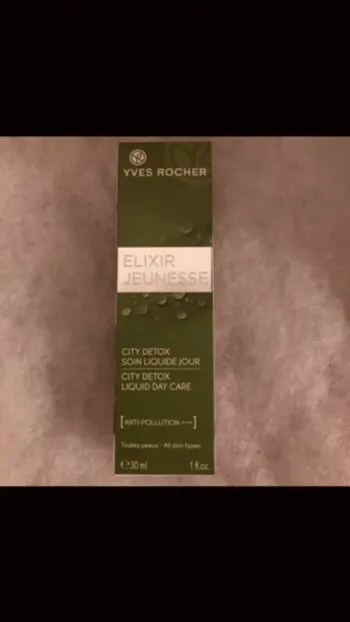 YVES ROCHER
ELIXIR
JEUNESSE
CITY DETOX
SOIN LIQUIDE JOUR
CITY DETOX
LIQUID DAY CARE
[ANTI-POLLUTION +++]
Toutes peaux - All skin types
℮30 ml 1 fl.oz.